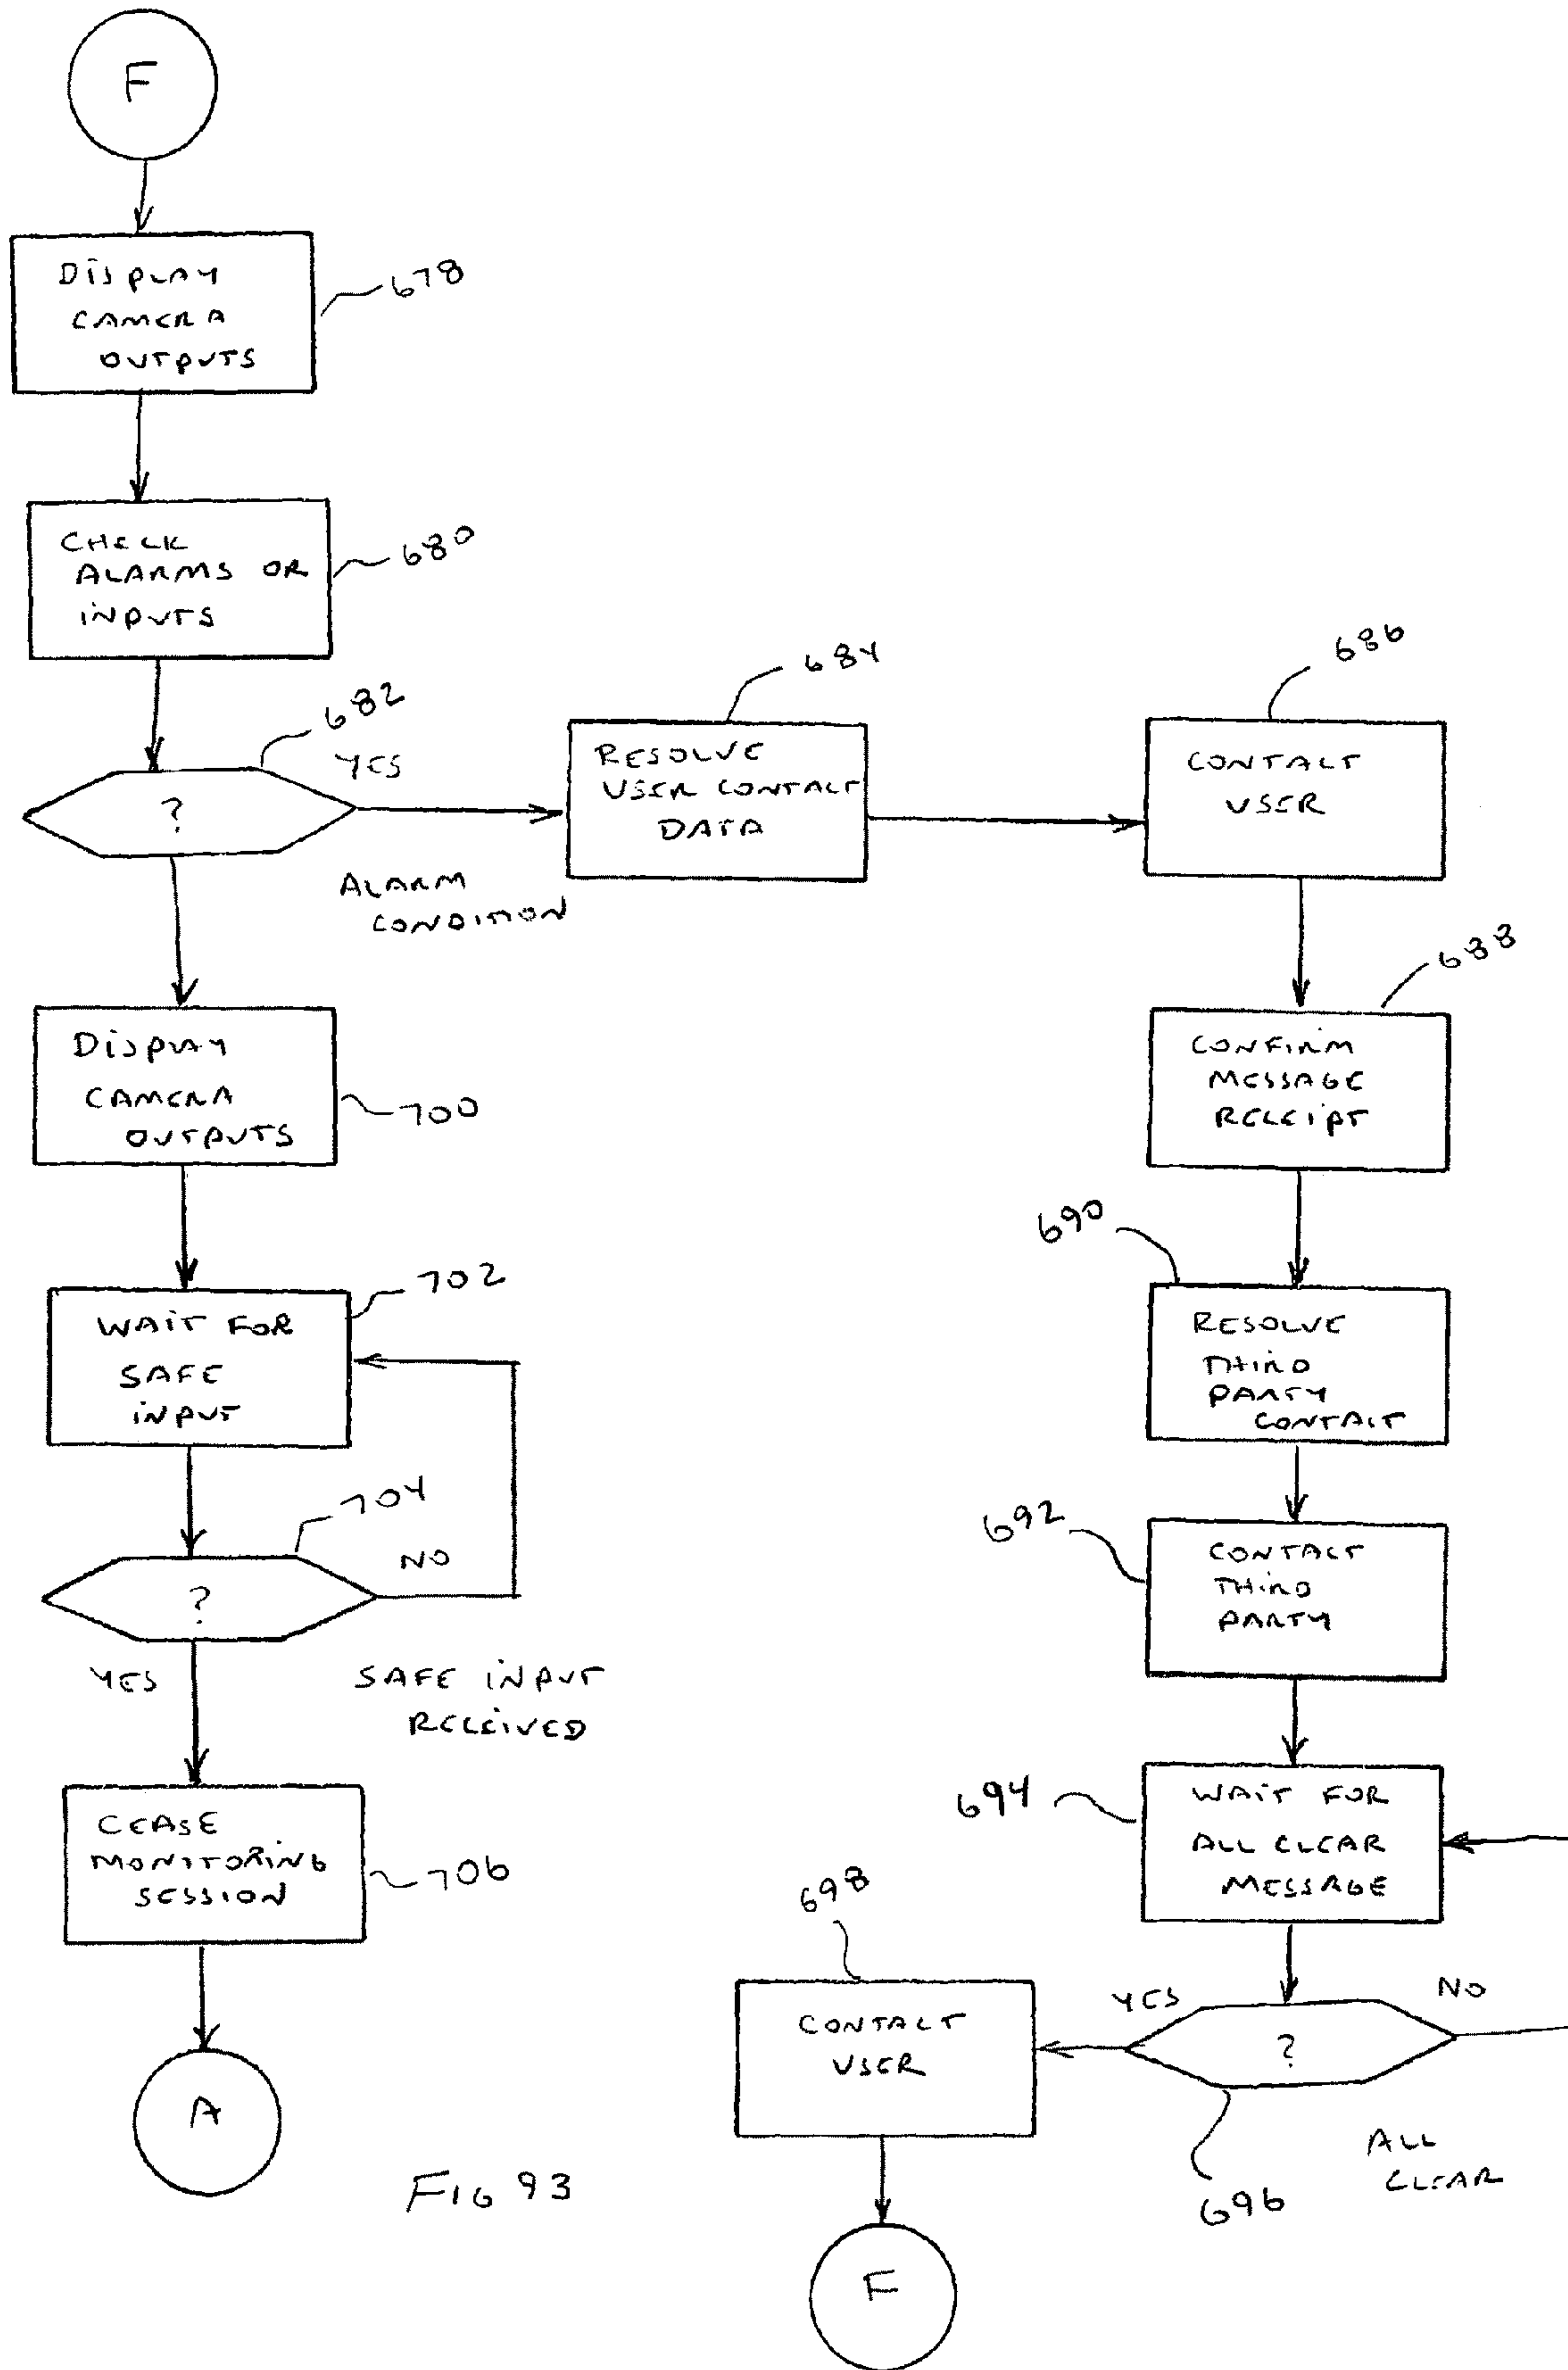 F
DISPLAY
CAMERA
OUTPUTS
678
CHECK
ALARMS OR
INPUTS
680
682
?
YES
ALARM
CONDITION
684
RESOLVE
USER CONTACT
DATA
686
CONTACT
USER
688
CONFIRM
MESSAGE
RECEIPT
690
RESOLVE
THIRD
PARTY
CONTACT
692
CONTACT
THIRD
PARTY
694
WAIT FOR
ALL CLEAR
MESSAGE
YES
?
NO
696
ALL
CLEAR
698
CONTACT
USER
F
DISPLAY
CAMERA
OUTPUTS
700
702
WAIT FOR
SAFE
INPUT
704
?
NO
YES
SAFE INPUT
RECEIVED
CEASE
MONITORING
SESSION
706
A
FIG 93